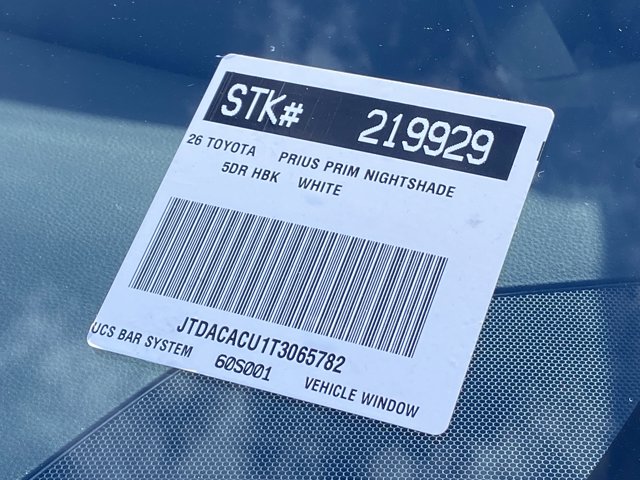 STK# 219929
26 TOYOTA PRIUS PRIM NIGHTSHADE
5DR HBK WHITE
JTDACACU1T3065782
UCS BAR SYSTEM 60S001 VEHICLE WINDOW